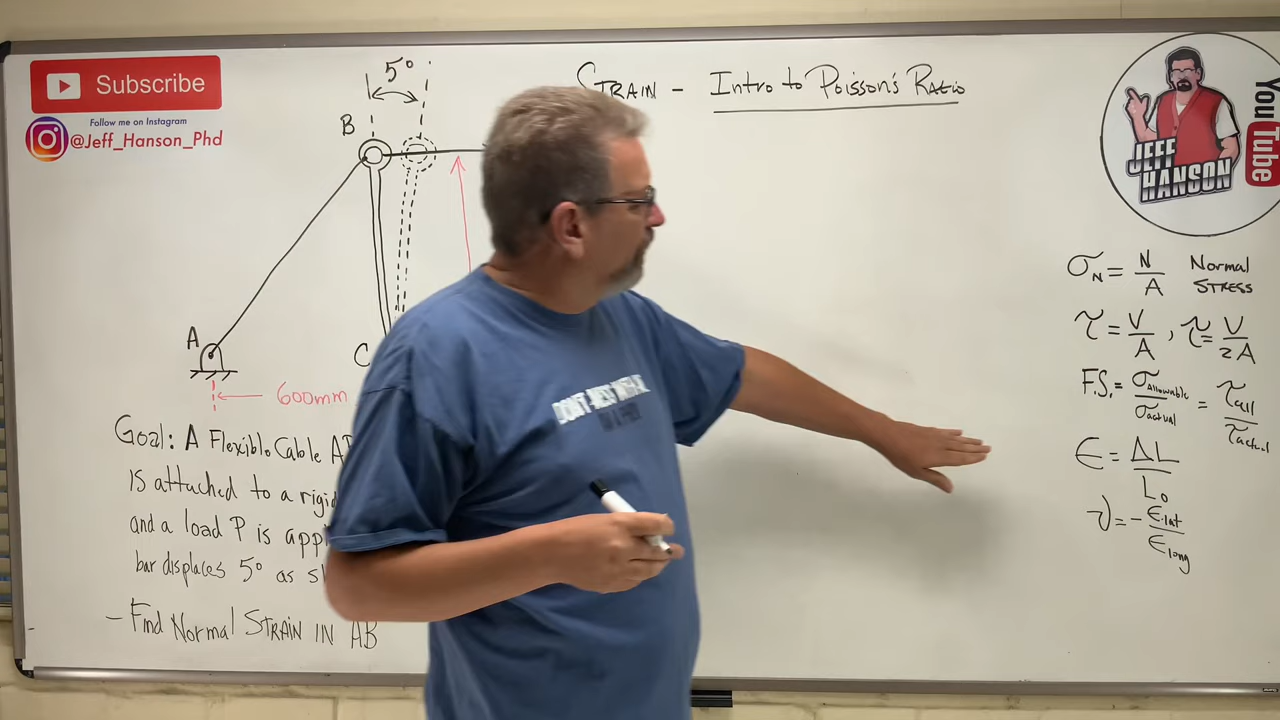 Subscribe
Follow me on Instagram
@Jeff_Hanson_Phd
5°
B
A
C
600mm
STRAIN - Intro to Poisson's Ratio
Goal: A Flexible Cable
is attached to a rigid
and a load P is
bar displaces 5° as
- Find Normal STRAIN IN AB
JEFF
HANSON
YouTube
σN = N/A Normal STRESS
τ = V/A , τ = V/2A
F.S. = σAllowable/σactual = τall/τactual
ε = ΔL/L₀
ν = - εlat/εlong